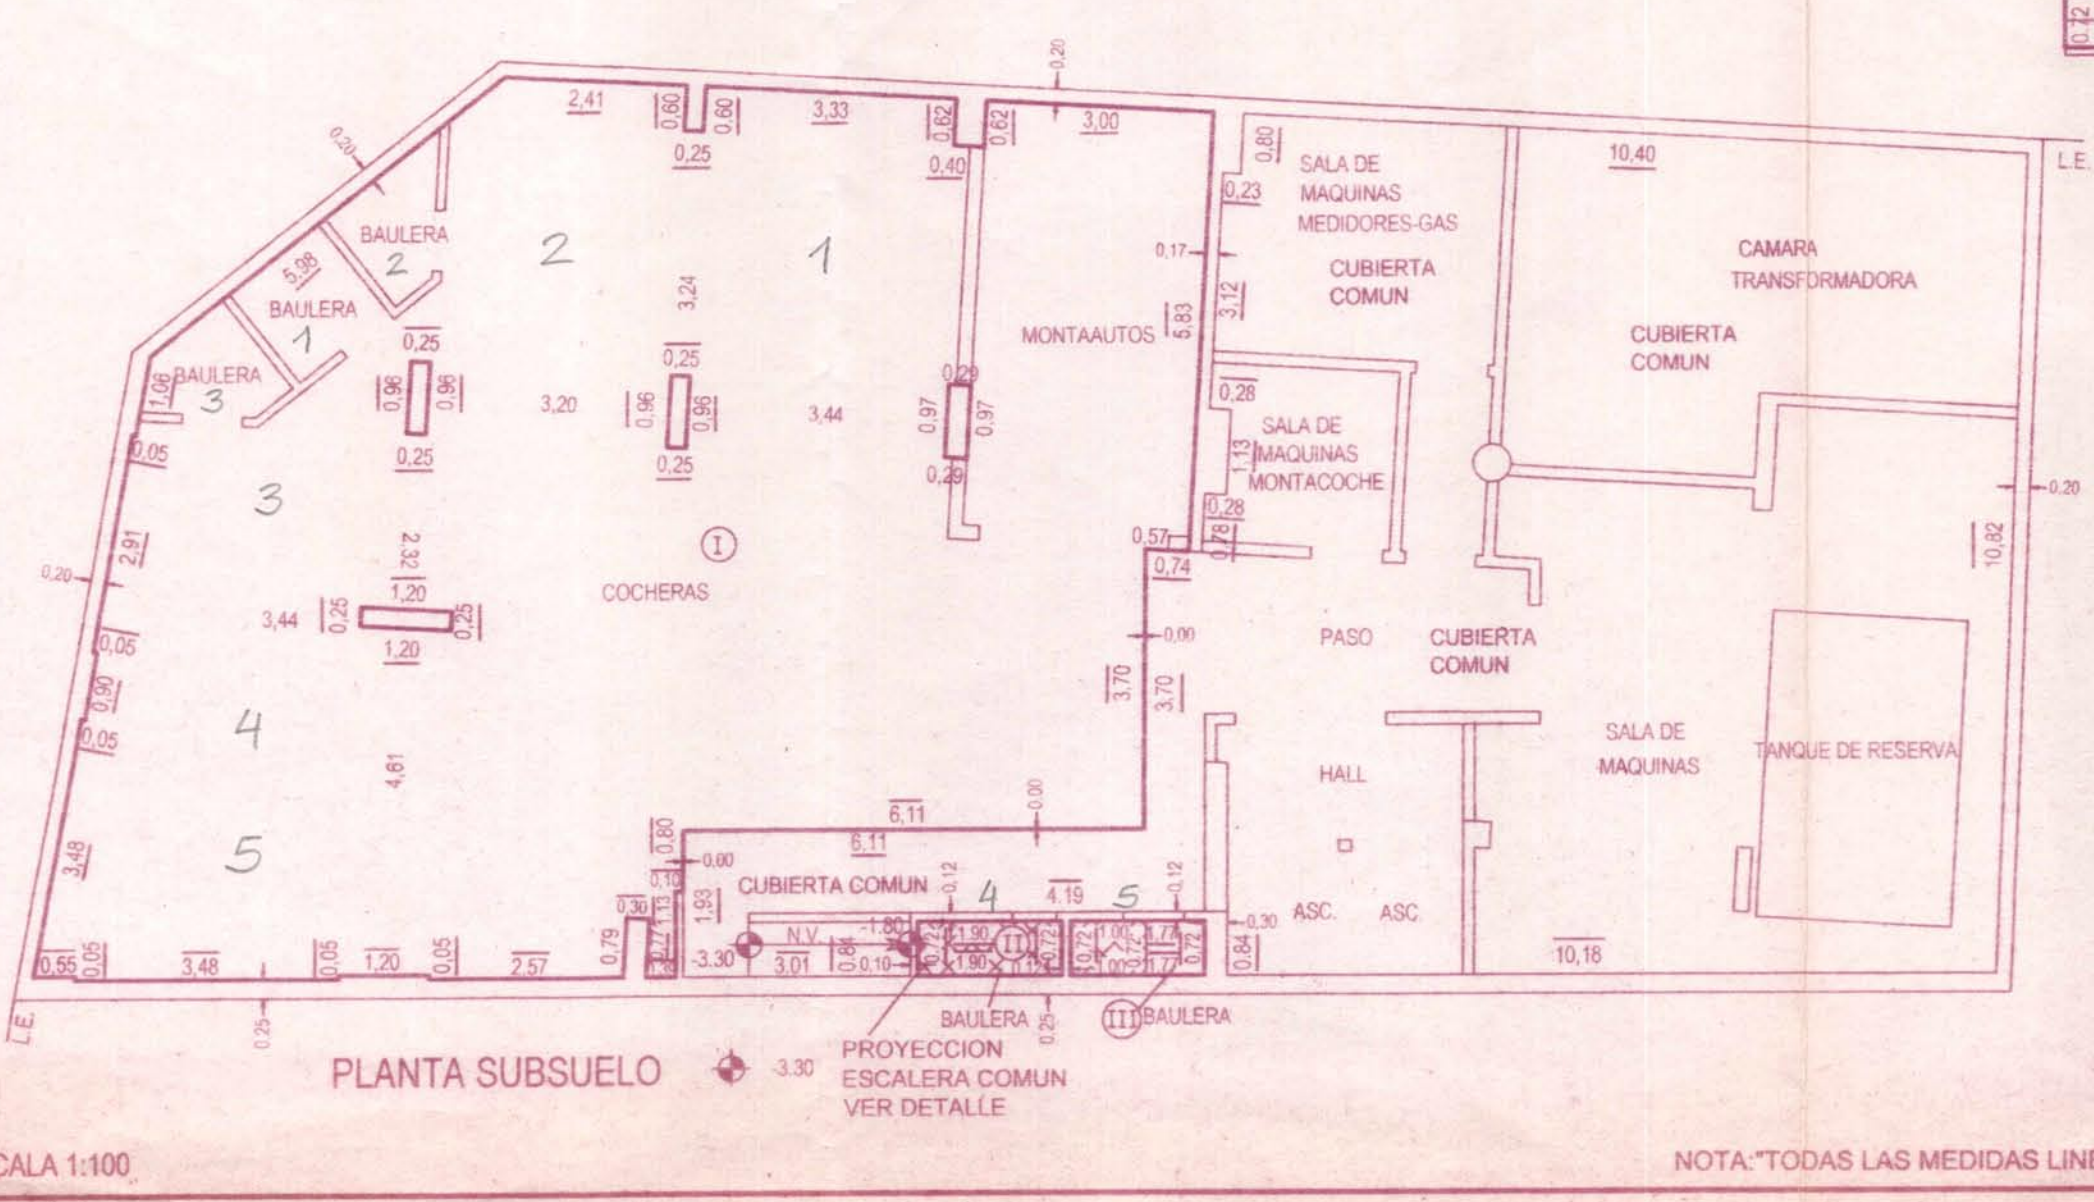 0,72
0,20
2,41
0,60
0,60
0,25
3,33
0,62
0,62
0,40
3,00
0,80
0,23
SALA DE
MAQUINAS
MEDIDORES-GAS
10,40
L.E.
0,20
BAULERA
2
5,98
BAULERA
1
BAULERA
3
1,06
2
1
3,24
0,17
5,83
3,12
CUBIERTA
COMUN
CAMARA
TRANSFORMADORA
CUBIERTA
COMUN
MONTAAUTOS
0,25
0,96
0,96
0,25
3,20
0,25
0,96
0,96
0,25
3,44
0,29
0,97
0,97
0,29
0,28
SALA DE
MAQUINAS
MONTACOCHE
1,13
0,28
0,78
0,57
0,74
0,20
10,82
0,05
3
2,91
0,20
2,32
1,20
0,25
0,25
1,20
3,44
I
COCHERAS
0,05
0,90
0,05
4
4,61
0,00
3,70
3,70
PASO
CUBIERTA
COMUN
HALL
SALA DE
MAQUINAS
TANQUE DE RESERVA
3,48
5
6,11
0.00
6,11
0,80
0.00
0,10
1,93
CUBIERTA COMUN
0,12
4
4.19
5
0,12
0,30
ASC.
ASC
0,30
1,13
0,79
0,77
N.V.
-1.80
-3.30
3,01
0,84
0,10
0,72
1.90
II
0,72
1.90
0,12
0,72
1.00
0,72
1,77
0,72
1.00
1,77
0,84
10,18
0,55
0,05
3,48
0,05
1,20
0,05
2,57
L.E.
0,25
BAULERA
0,25
III
BAULERA
PLANTA SUBSUELO
-3.30
PROYECCION
ESCALERA COMUN
VER DETALLE
CALA 1:100
NOTA:"TODAS LAS MEDIDAS LINE